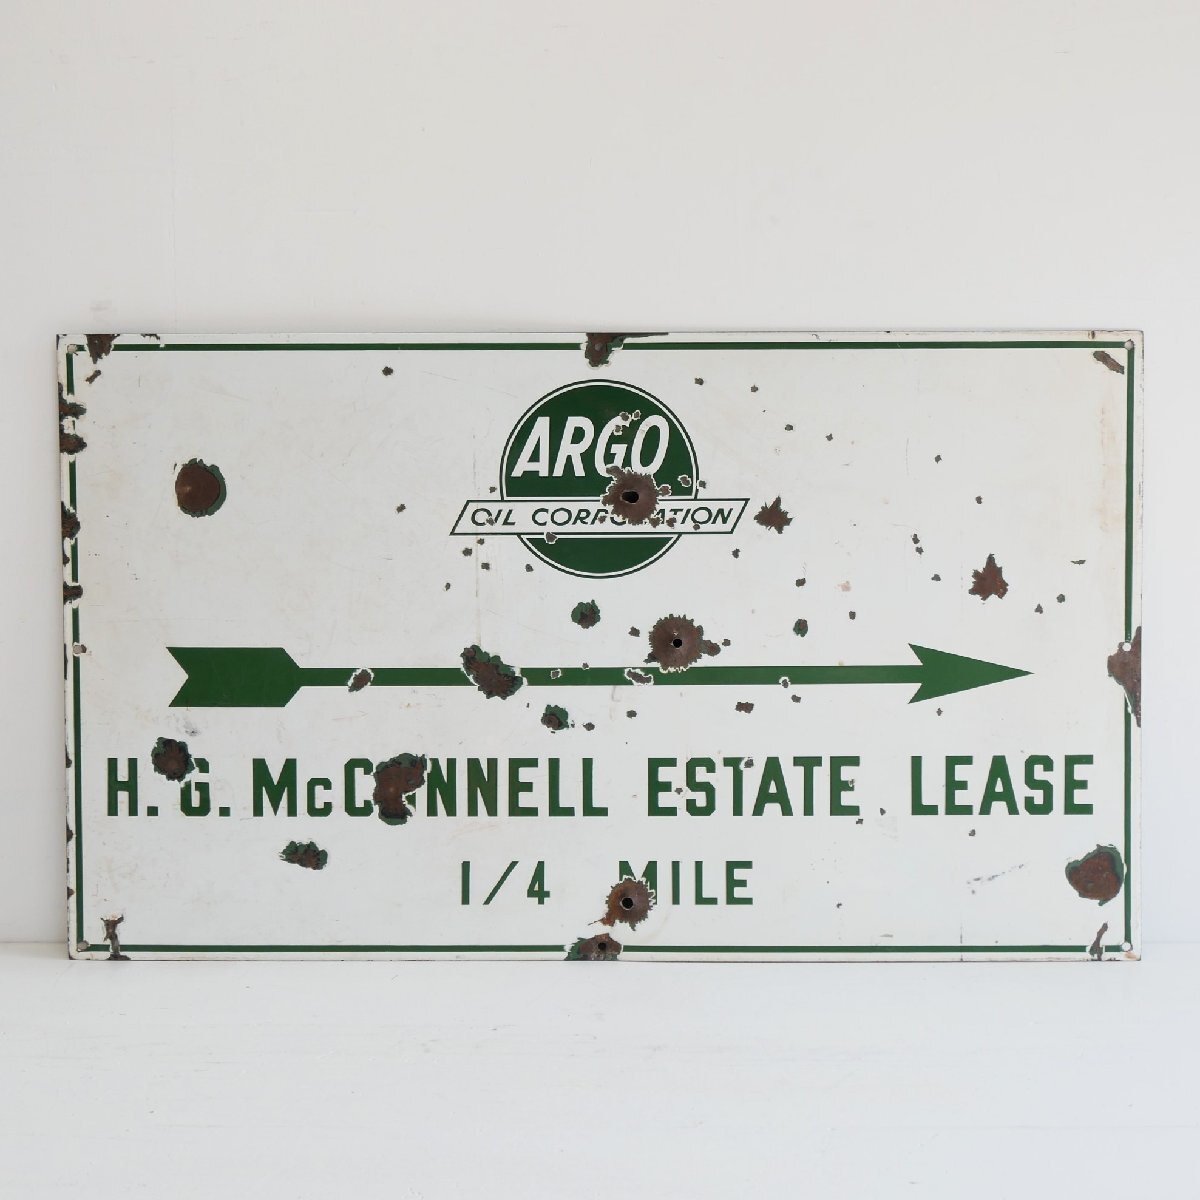 ARGO
OIL CORPORATION
H. G. McCONNELL ESTATE LEASE
1/4 MILE